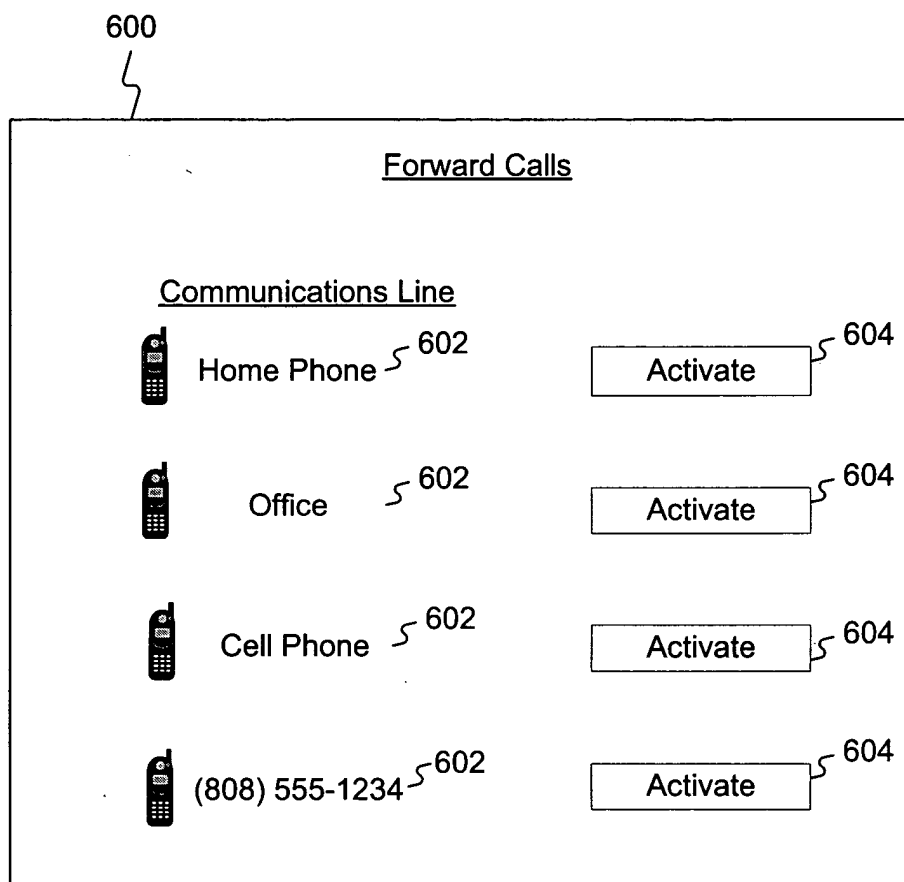 600
Forward Calls
Communications Line
Home Phone 602 Activate 604
Office 602 Activate 604
Cell Phone 602 Activate 604
(808) 555-1234 602 Activate 604